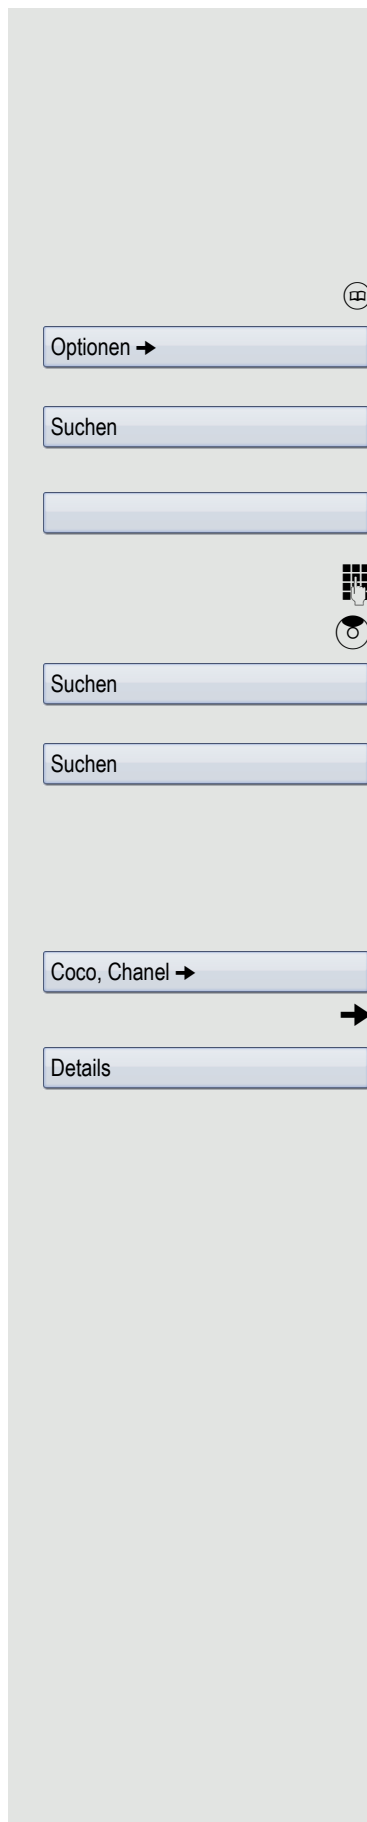 Optionen →
Suchen
Suchen
Suchen
Coco, Chanel →
Details